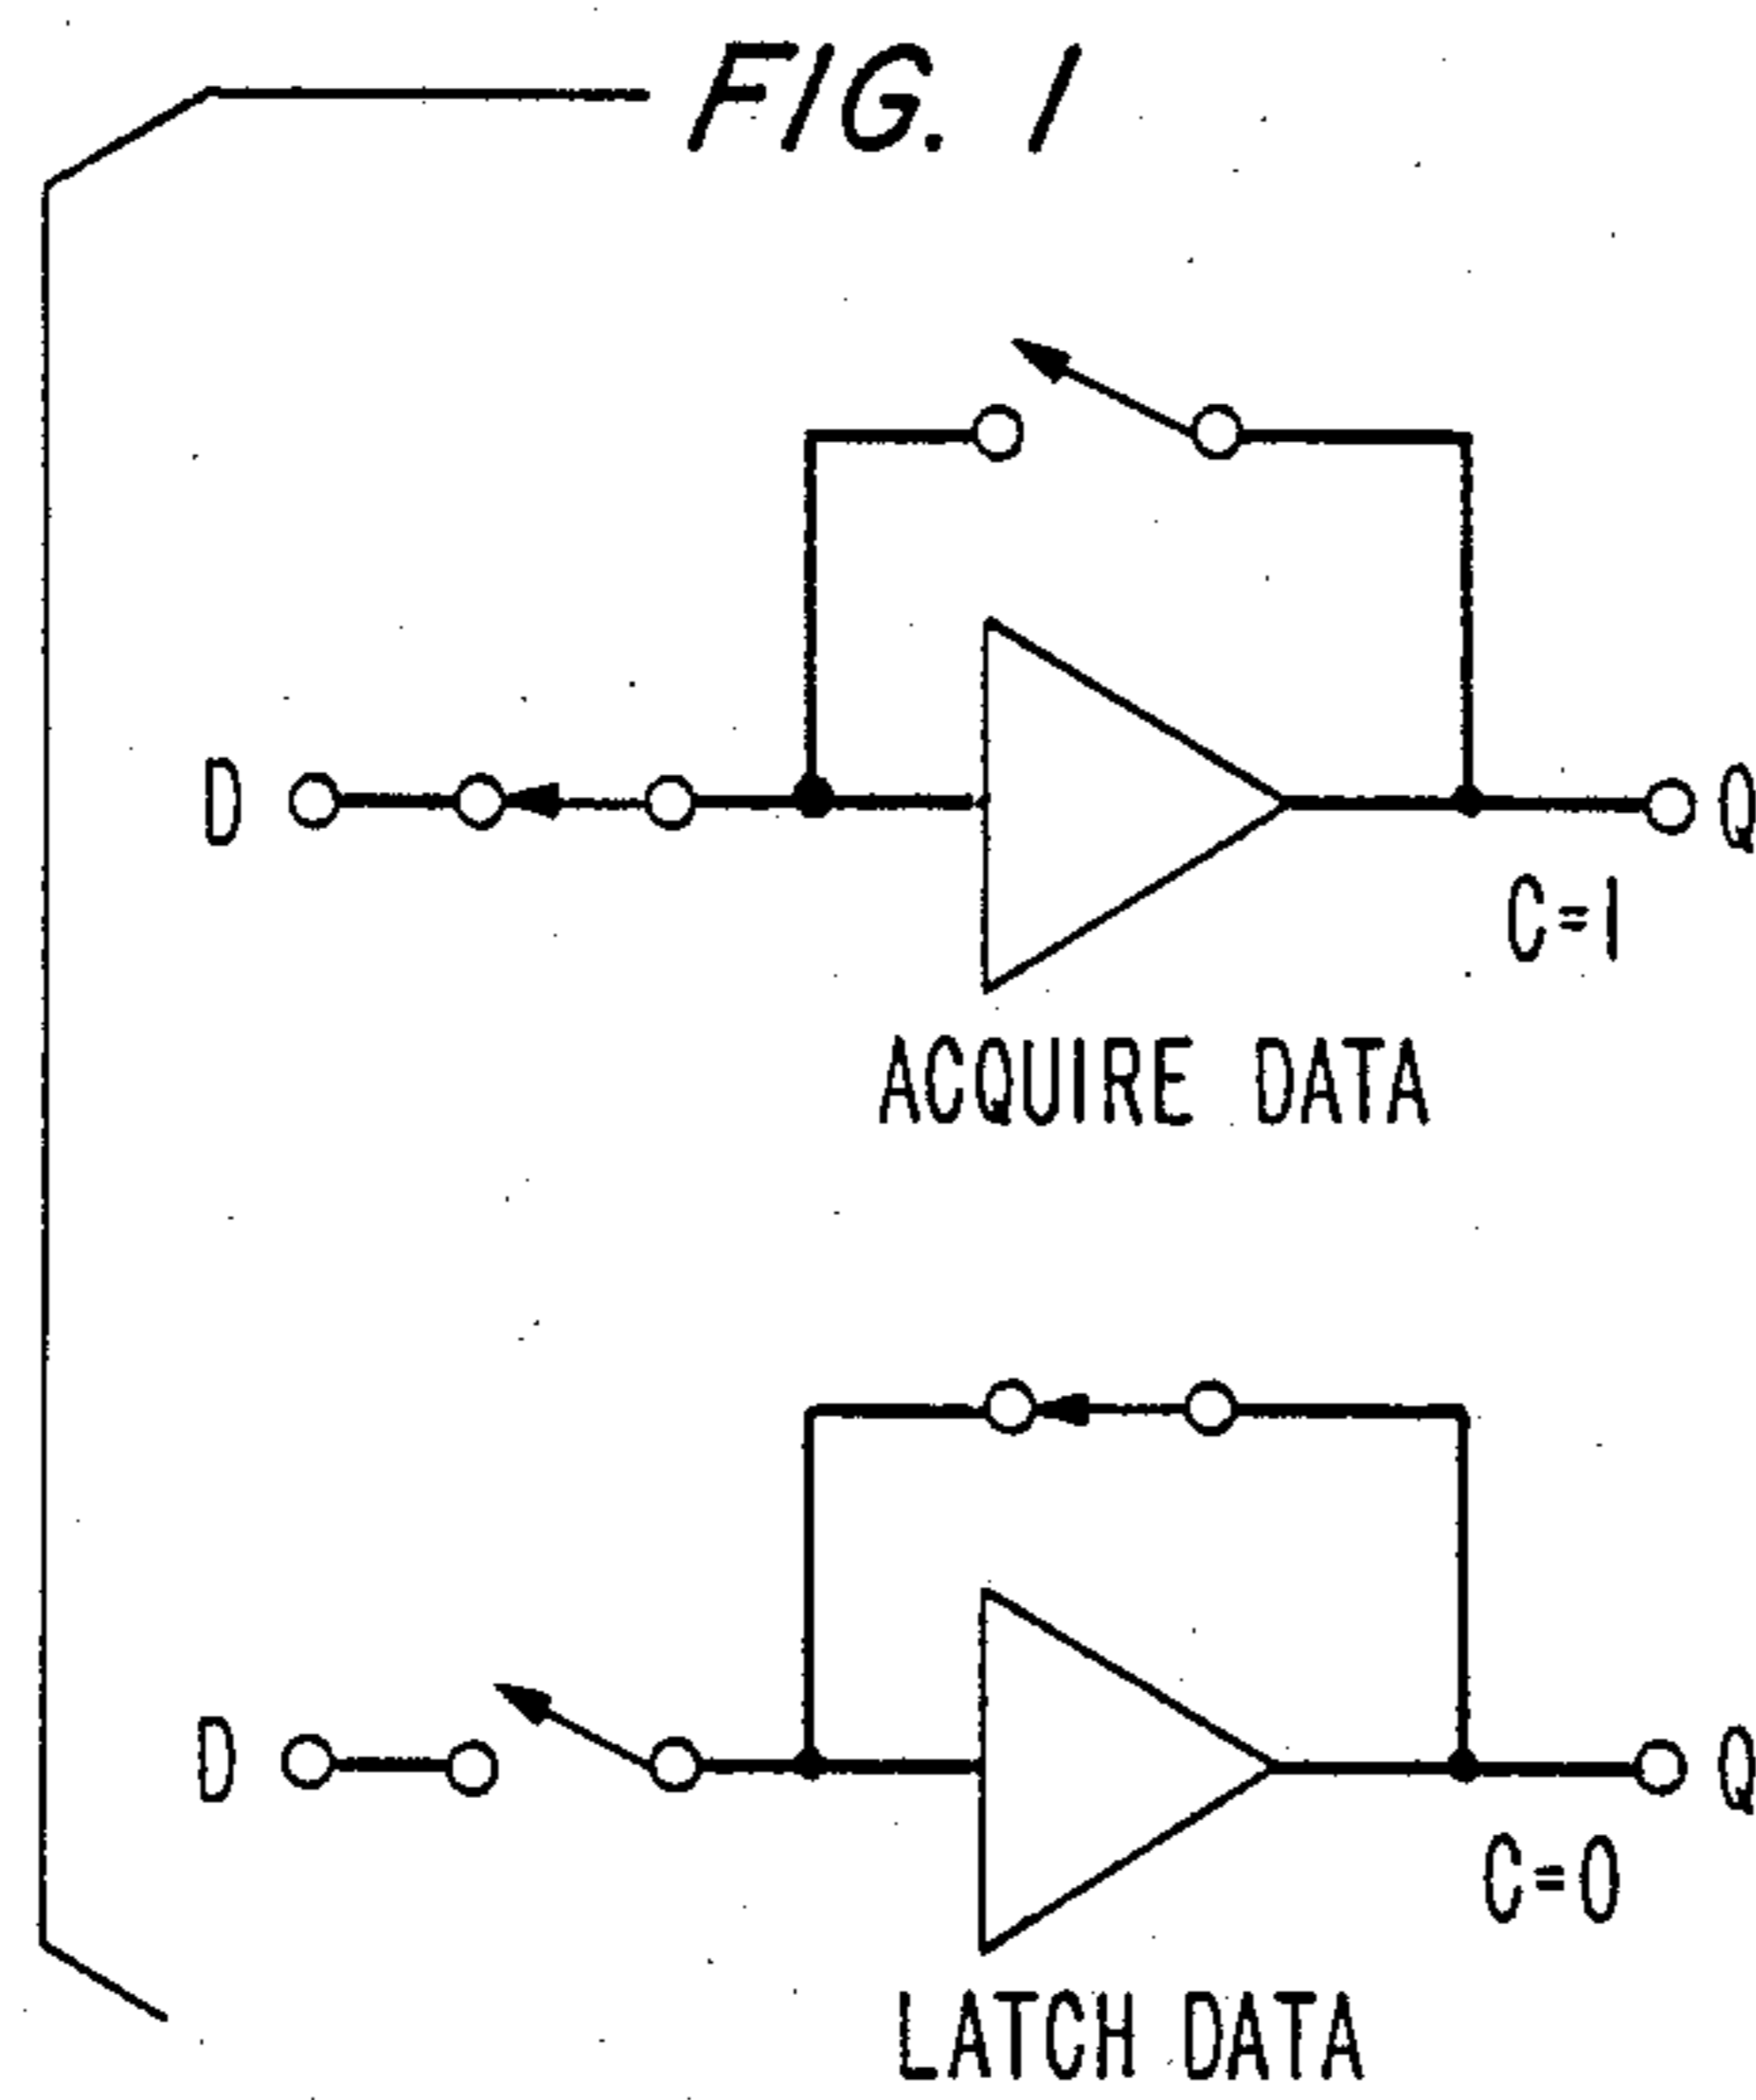 FIG. 1
D
Q
C=1
ACQUIRE DATA
D
Q
C=0
LATCH DATA